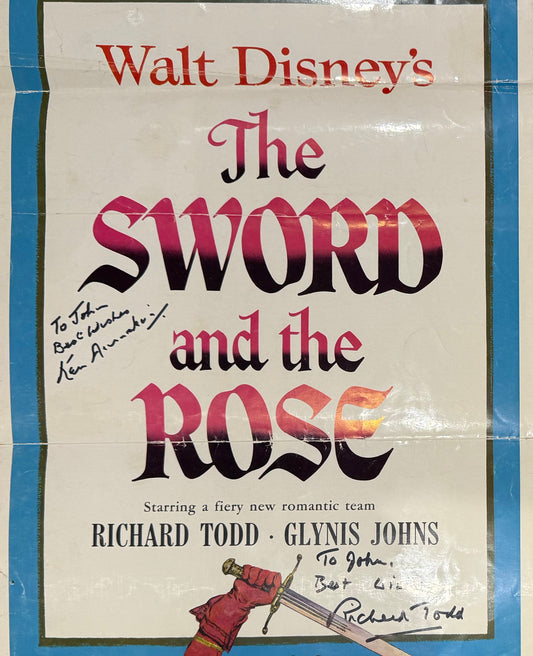 Walt Disney's
The
SWORD
and the
ROSE
To John
Best Wishes
Ken
Starring a fiery new romantic team
RICHARD TODD · GLYNIS JOHNS
To John,
Best
Richard Todd